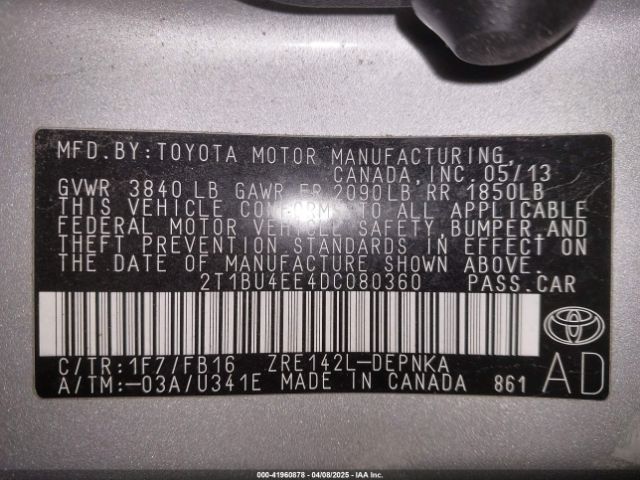 MFD. BY: TOYOTA MOTOR MANUFACTURING,
CANADA, INC. 05/13
GVWR 3840 LB GAWR FR 2090LB RR 1850LB
THIS VEHICLE CONFORMS TO ALL APPLICABLE
FEDERAL MOTOR VEHICLE SAFETY, BUMPER, AND
THEFT PREVENTION STANDARDS IN EFFECT ON
THE DATE OF MANUFACTURE SHOWN ABOVE.
2T1BU4EE4DC080360 PASS. CAR
C/TR: 1F7/FB16 ZRE142L-DEPNKA
A/TM: -03A/U341E MADE IN CANADA 861
AD
000-41960878 | 04/08/2025 - IAA Inc.